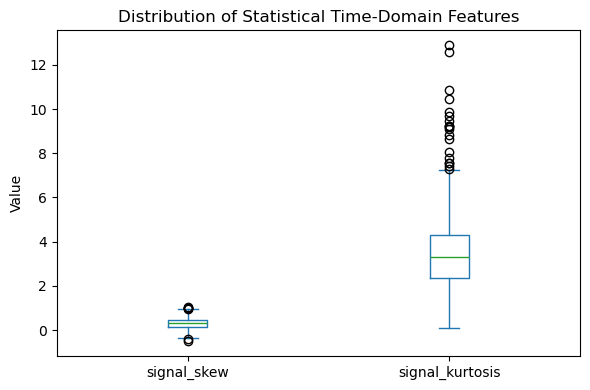 Distribution of Statistical Time-Domain Features
Value
12
10
8
6
4
2
0
signal_skew
signal_kurtosis